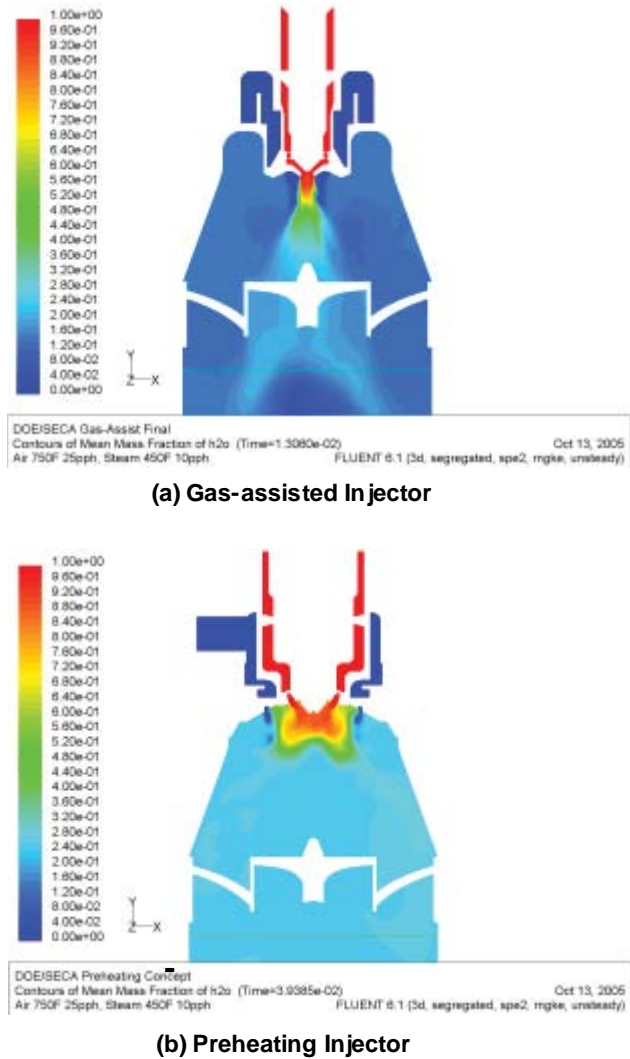 1.00e+00
9.60e-01
9.20e-01
8.80e-01
8.40e-01
8.00e-01
7.60e-01
7.20e-01
6.80e-01
6.40e-01
6.00e-01
5.60e-01
5.20e-01
4.80e-01
4.40e-01
4.00e-01
3.60e-01
3.20e-01
2.80e-01
2.40e-01
2.00e-01
1.60e-01
1.20e-01
8.00e-02
4.00e-02
0.00e+00
Y
Z X
DOE/SECA Gas-Assist Final
Contours of Mean Mass Fraction of h2o (Time=1.3060e-02) Oct 13, 2005
Air 750F 25pph, Steam 450F 10pph FLUENT 6.1 (3d, segregated, spe2, rngke, unsteady)
(a) Gas-assisted Injector
1.00e+00
9.60e-01
9.20e-01
8.80e-01
8.40e-01
8.00e-01
7.60e-01
7.20e-01
6.80e-01
6.40e-01
6.00e-01
5.60e-01
5.20e-01
4.80e-01
4.40e-01
4.00e-01
3.60e-01
3.20e-01
2.80e-01
2.40e-01
2.00e-01
1.60e-01
1.20e-01
8.00e-02
4.00e-02
0.00e+00
Y
Z X
DOE/SECA Preheating Concept
Contours of Mean Mass Fraction of h2o (Time=3.9385e-02) Oct 13, 2005
Air 750F 25pph, Steam 450F 10pph FLUENT 6.1 (3d, segregated, spe2, rngke, unsteady)
(b) Preheating Injector